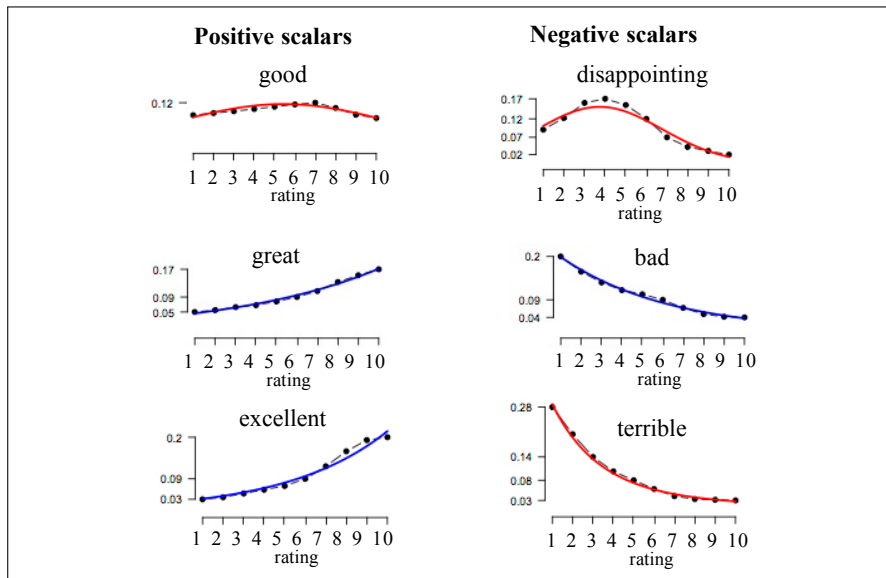 Positive scalars
good
0.12
1 2 3 4 5 6 7 8 9 10
rating
great
0.17
0.09
0.05
1 2 3 4 5 6 7 8 9 10
rating
excellent
0.2
0.09
0.03
1 2 3 4 5 6 7 8 9 10
rating
Negative scalars
disappointing
0.17
0.12
0.07
0.02
1 2 3 4 5 6 7 8 9 10
rating
bad
0.2
0.09
0.04
1 2 3 4 5 6 7 8 9 10
rating
terrible
0.28
0.14
0.08
0.03
1 2 3 4 5 6 7 8 9 10
rating